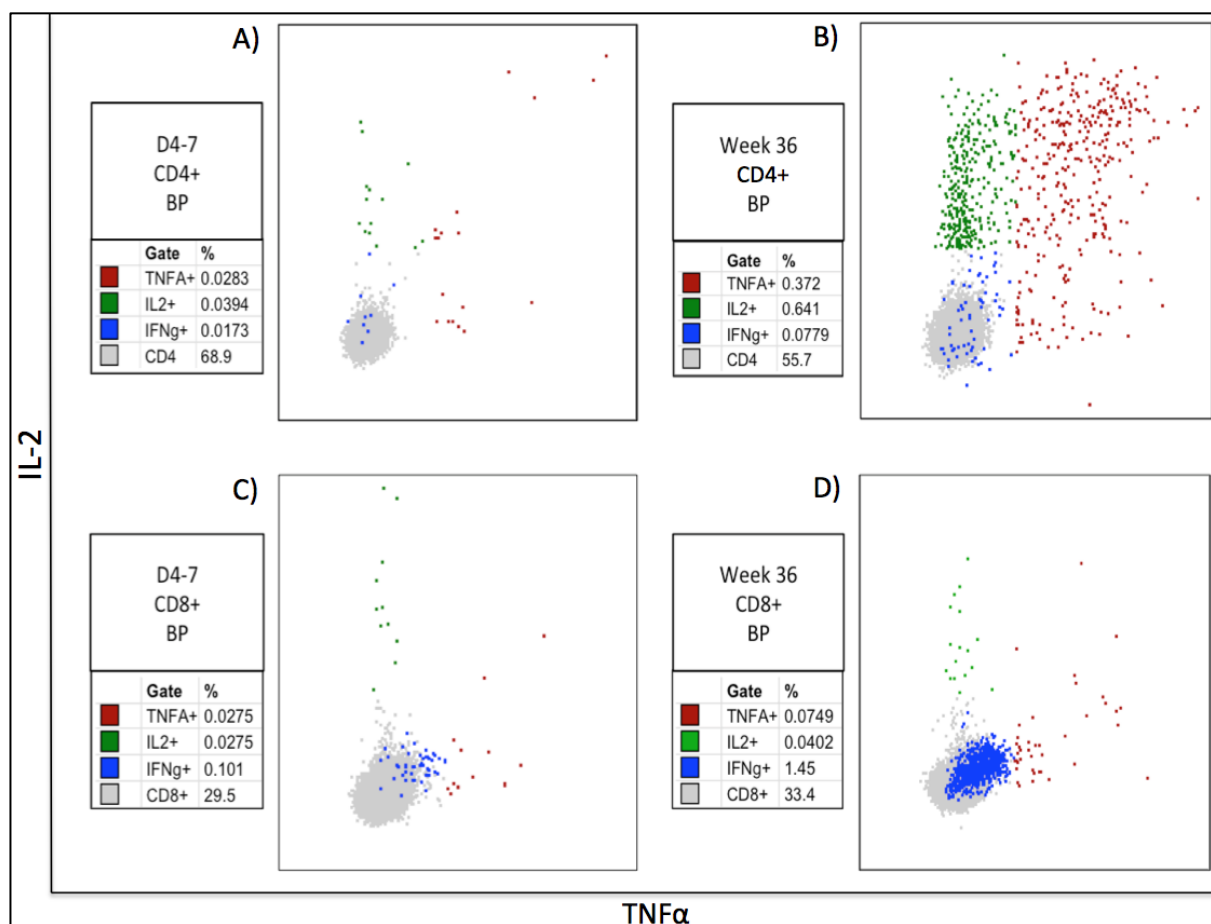 IL-2
A)
D4-7
CD4+
BP
Gate %
TNFA+ 0.0283
IL2+ 0.0394
IFNg+ 0.0173
CD4 68.9
B)
Week 36
CD4+
BP
Gate %
TNFA+ 0.372
IL2+ 0.641
IFNg+ 0.0779
CD4 55.7
C)
D4-7
CD8+
BP
Gate %
TNFA+ 0.0275
IL2+ 0.0275
IFNg+ 0.101
CD8+ 29.5
D)
Week 36
CD8+
BP
Gate %
TNFA+ 0.0749
IL2+ 0.0402
IFNg+ 1.45
CD8+ 33.4
TNFα